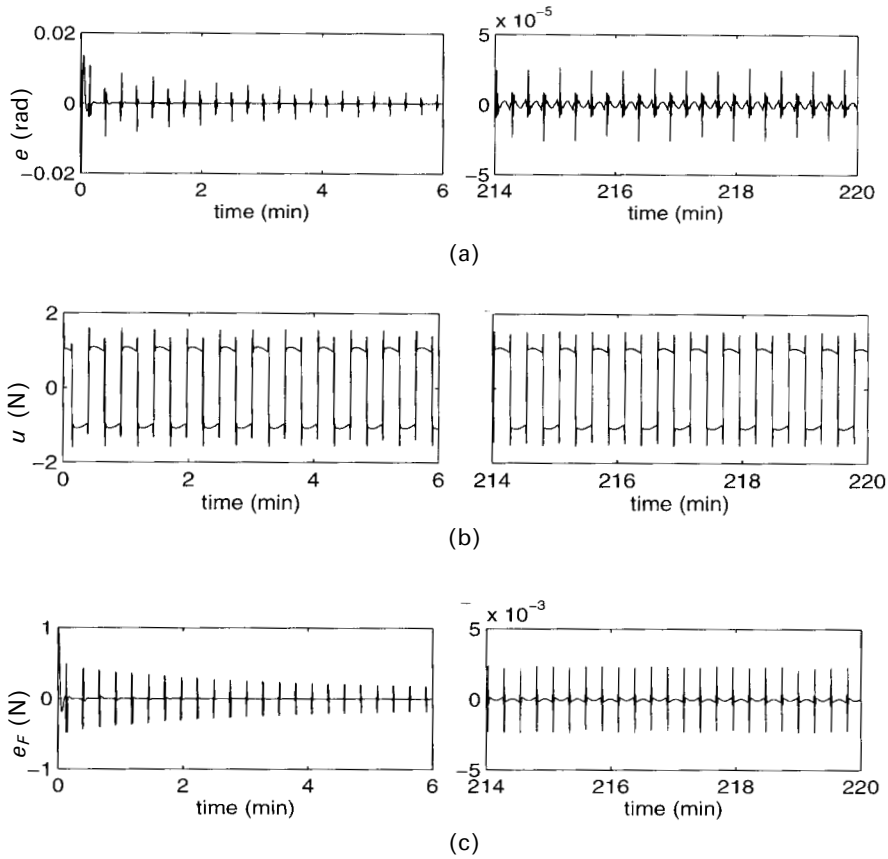 0.02
0
−0.02
e (rad)
0 2 4 6
time (min)
x 10⁻⁵
5
0
−5
214 216 218 220
time (min)
(a)
2
0
−2
u (N)
0 2 4 6
time (min)
214 216 218 220
time (min)
(b)
1
0
−1
e_F (N)
0 2 4 6
time (min)
x 10⁻³
5
0
−5
214 216 218 220
time (min)
(c)